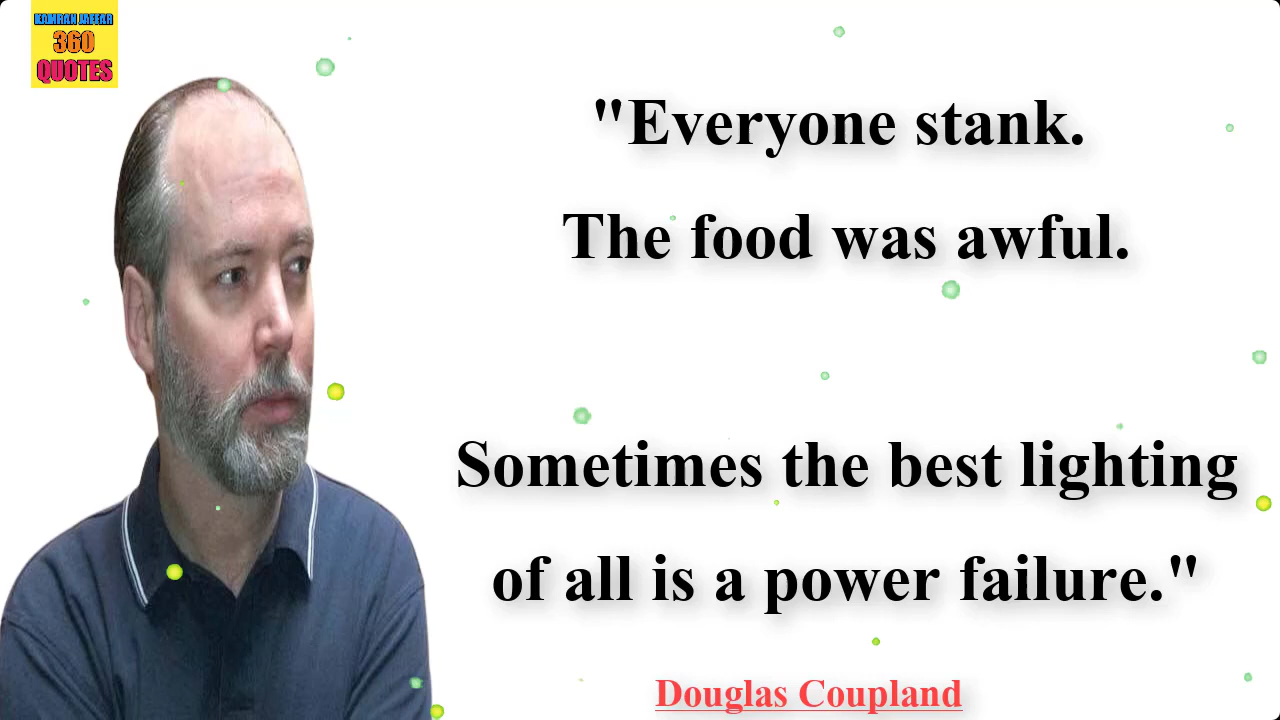 KAMRAN JAFFAR
360
QUOTES
"Everyone stank.
The food was awful.
Sometimes the best lighting
of all is a power failure."
Douglas Coupland